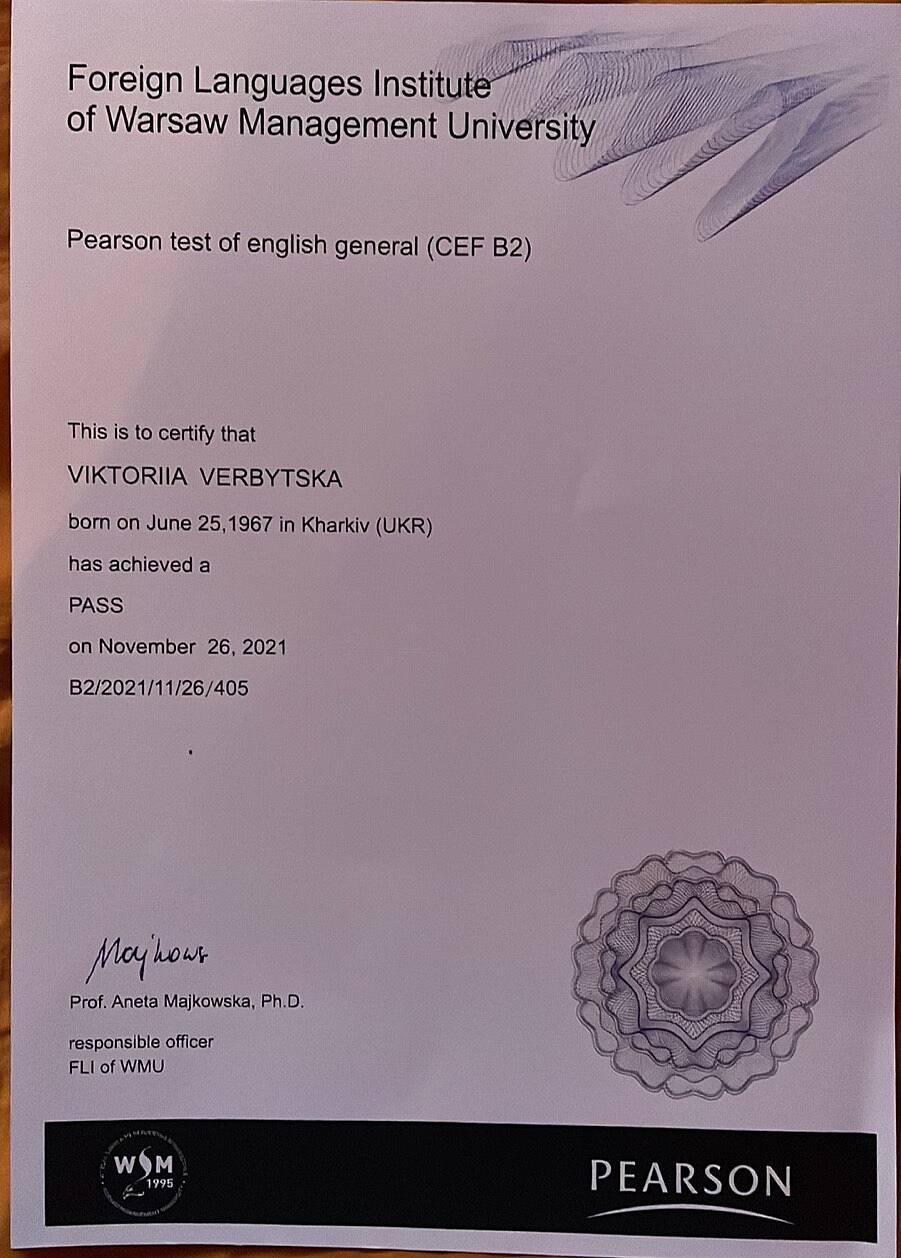 Foreign Languages Institute
of Warsaw Management University
Pearson test of english general (CEF B2)
This is to certify that
VIKTORIIA VERBYTSKA
born on June 25,1967 in Kharkiv (UKR)
has achieved a
PASS
on November 26, 2021
B2/2021/11/26/405
Prof. Aneta Majkowska, Ph.D.
responsible officer
FLI of WMU
WSM
1995
PEARSON